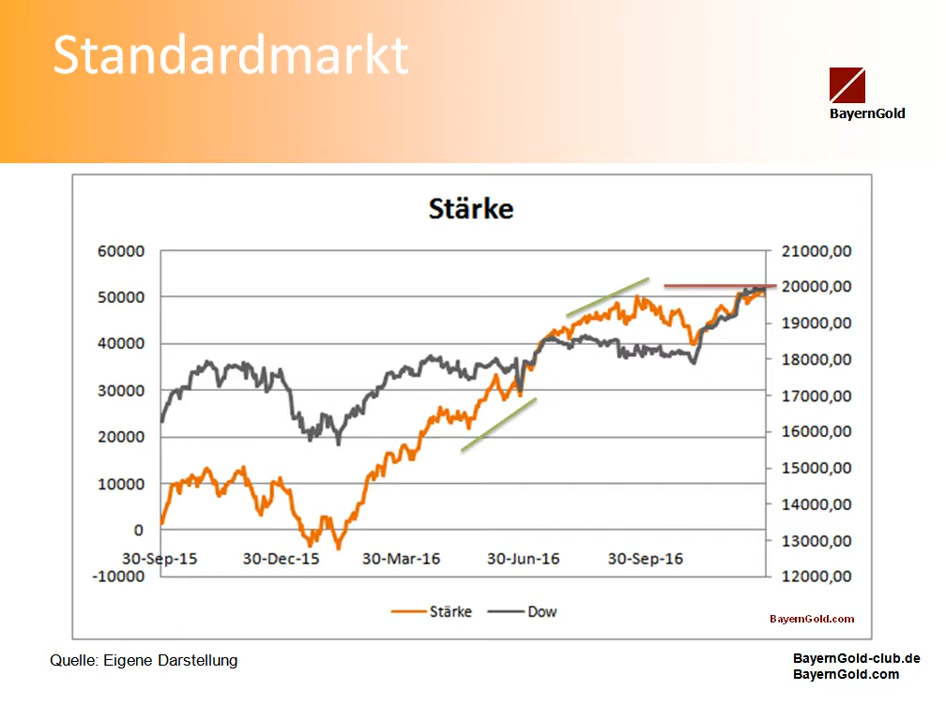 Standardmarkt
BayernGold
Stärke
60000
50000
40000
30000
20000
10000
0
-10000
21000,00
20000,00
19000,00
18000,00
17000,00
16000,00
15000,00
14000,00
13000,00
12000,00
30-Sep-15 30-Dec-15 30-Mar-16 30-Jun-16 30-Sep-16
Stärke Dow
BayernGold.com
Quelle: Eigene Darstellung
BayernGold-club.de
BayernGold.com